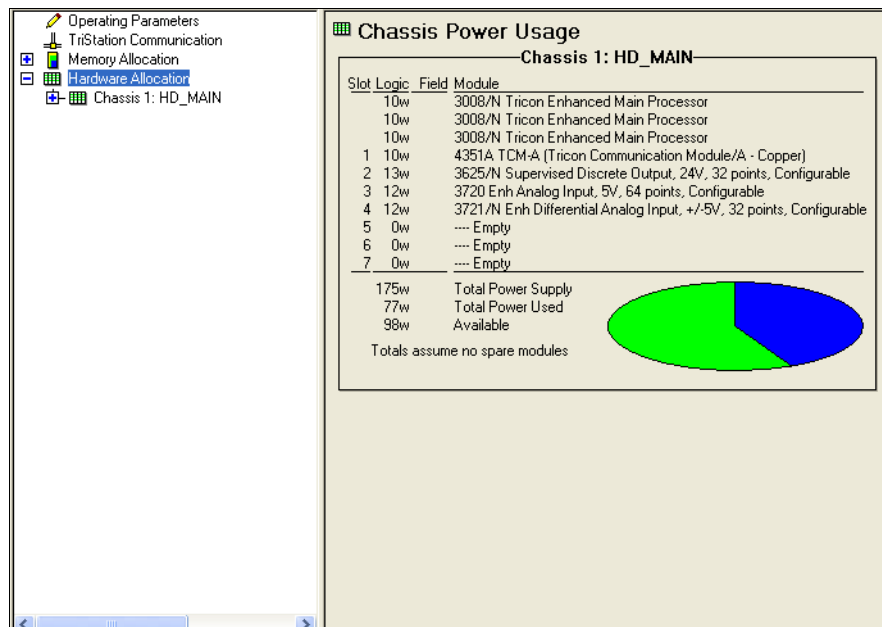 Operating Parameters
TriStation Communication
Memory Allocation
Hardware Allocation
Chassis 1: HD_MAIN
Chassis Power Usage
Chassis 1: HD_MAIN
Slot Logic Field Module
10w 3008/N Tricon Enhanced Main Processor
10w 3008/N Tricon Enhanced Main Processor
10w 3008/N Tricon Enhanced Main Processor
1 10w 4351A TCM-A (Tricon Communication Module/A - Copper)
2 13w 3625/N Supervised Discrete Output, 24V, 32 points, Configurable
3 12w 3720 Enh Analog Input, 5V, 64 points, Configurable
4 12w 3721/N Enh Differential Analog Input, +/-5V, 32 points, Configurable
5 0w ---- Empty
6 0w ---- Empty
7 0w ---- Empty
175w Total Power Supply
77w Total Power Used
98w Available
Totals assume no spare modules